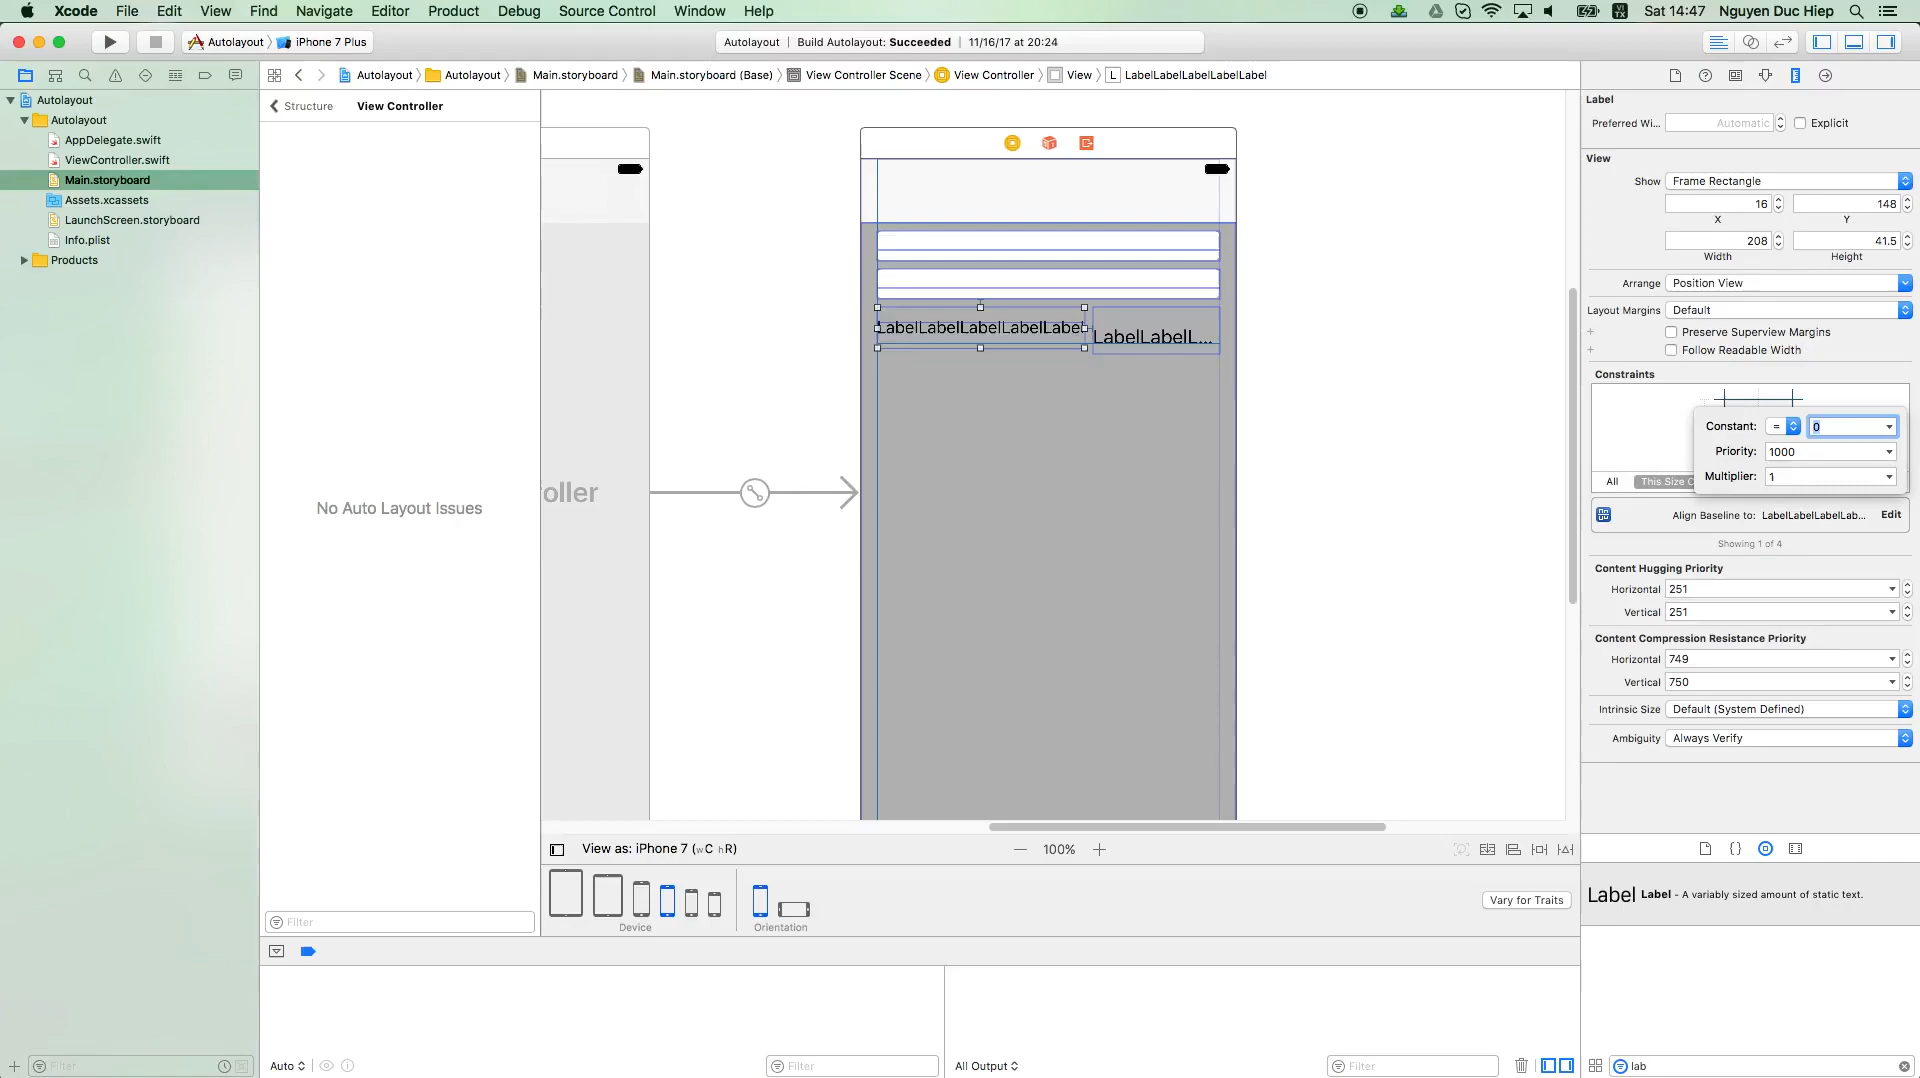 Xcode File Edit View Find Navigate Editor Product Debug Source Control Window Help Sat 14:47 Nguyen Duc Hiep
Autolayout iPhone 7 Plus Autolayout | Build Autolayout: Succeeded | 11/16/17 at 20:24
Autolayout Autolayout Main.storyboard Main.storyboard (Base) View Controller Scene View Controller View L LabelLabelLabelLabelLabel
Autolayout
Autolayout
AppDelegate.swift
ViewController.swift
Main.storyboard
Assets.xcassets
LaunchScreen.storyboard
Info.plist
Products
Structure View Controller
No Auto Layout Issues
Filter
oller
LabelLabelLabelLabelLabel
LabelLabelL...
View as: iPhone 7 (wC hR)
100%
Device
Orientation
Vary for Traits
Auto
Filter
All Output
Filter
Filter
Label
Preferred Wi... Automatic Explicit
View
Show Frame Rectangle
16 148
X Y
208 41.5
Width Height
Arrange Position View
Layout Margins Default
Preserve Superview Margins
Follow Readable Width
Constraints
Constant: = 0
Priority: 1000
Multiplier: 1
All This Size C
Align Baseline to: LabelLabelLabelLab... Edit
Showing 1 of 4
Content Hugging Priority
Horizontal 251
Vertical 251
Content Compression Resistance Priority
Horizontal 749
Vertical 750
Intrinsic Size Default (System Defined)
Ambiguity Always Verify
Label Label - A variably sized amount of static text.
lab